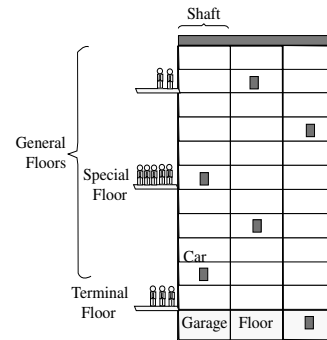 Shaft
General
Floors
Special
Floor
Car
Terminal
Floor
Garage Floor